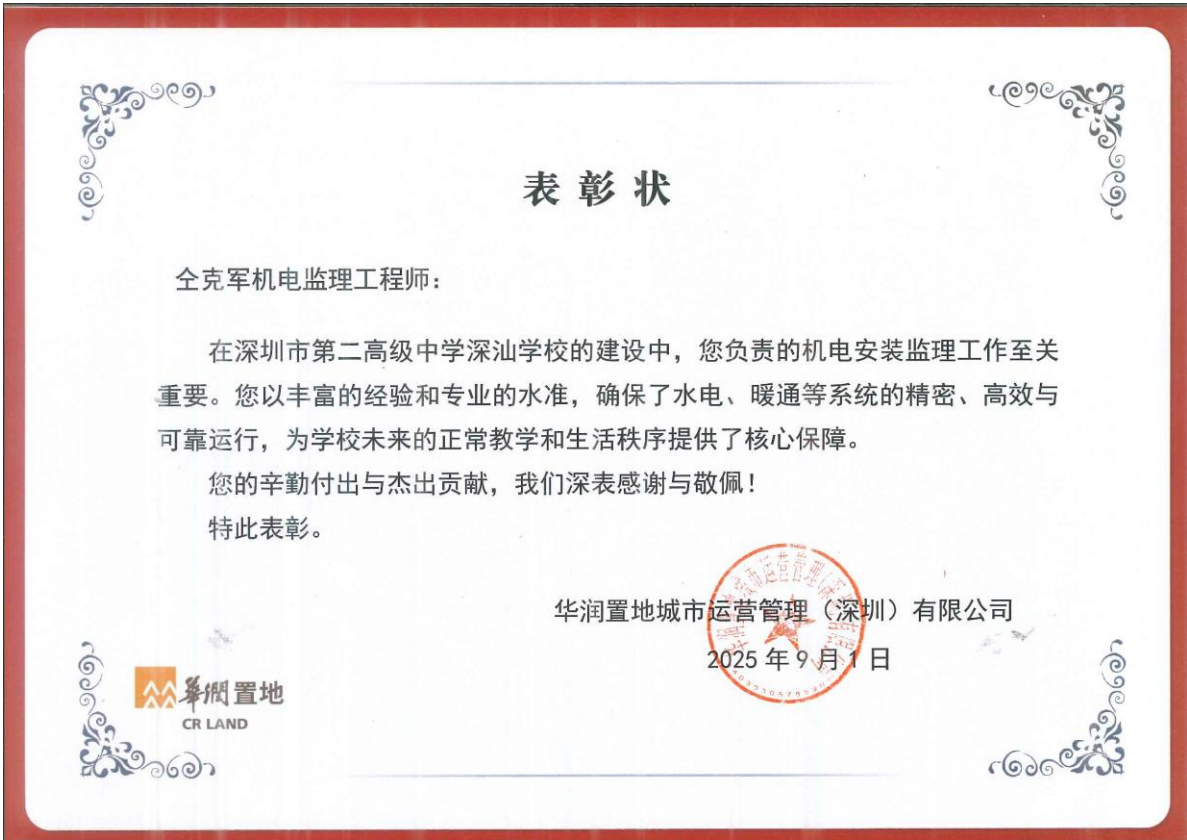 表彰状
仝克军机电监理工程师：
在深圳市第二高级中学深汕学校的建设中，您负责的机电安装监理工作至关
重要。您以丰富的经验和专业的水准，确保了水电、暖通等系统的精密、高效与
可靠运行，为学校未来的正常教学和生活秩序提供了核心保障。
您的辛勤付出与杰出贡献，我们深表感谢与敬佩！
特此表彰。
华润置地城市运营管理（深圳）有限公司
2025年9月1日
華潤置地
CR LAND